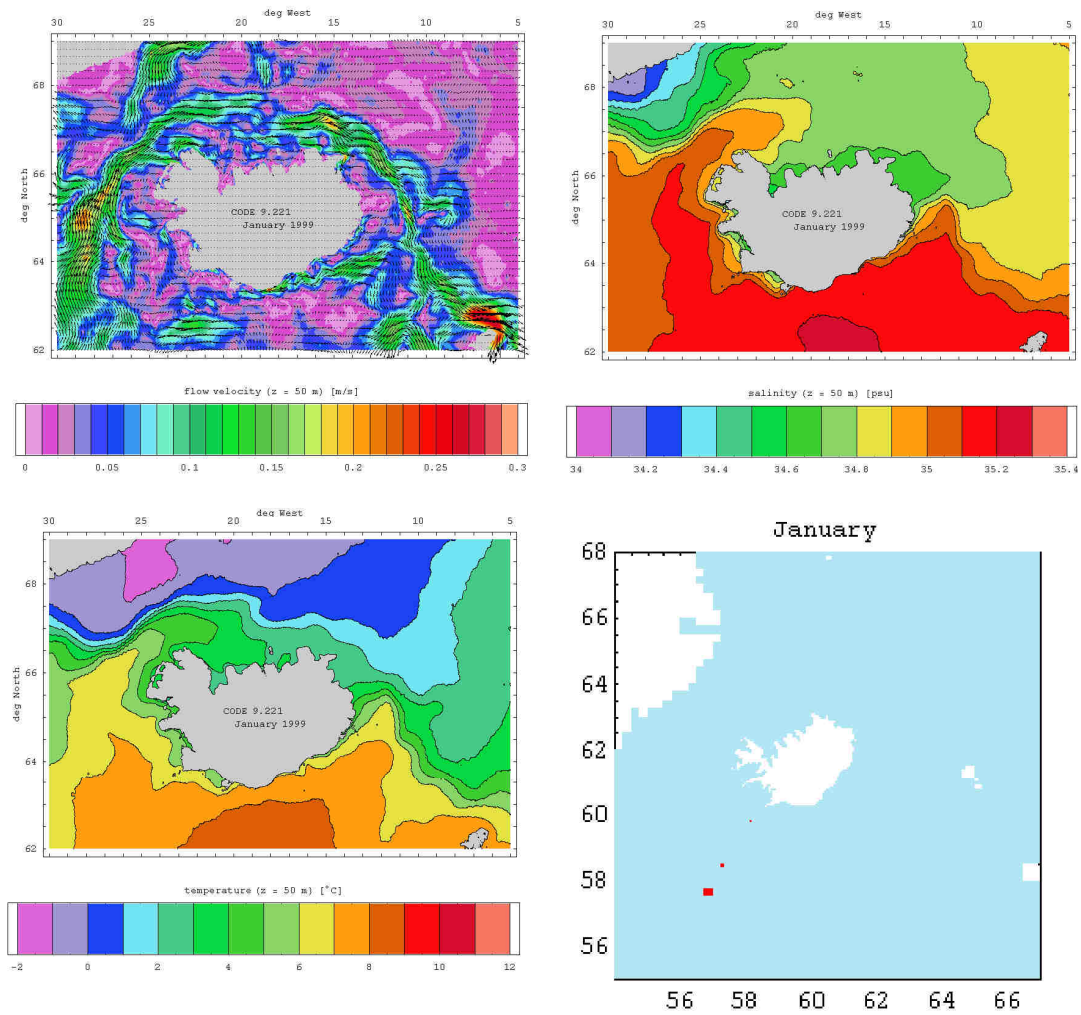 deg West
30 25 20 15 10 5
deg North
68
66
64
62
CODE 9.221
January 1999
flow velocity (z = 50 m) [m/s]
0 0.05 0.1 0.15 0.2 0.25 0.3
deg West
30 25 20 15 10 5
deg North
68
66
64
62
CODE 9.221
January 1999
salinity (z = 50 m) [psu]
34 34.2 34.4 34.6 34.8 35 35.2 35.4
deg West
30 25 20 15 10 5
deg North
68
66
64
62
CODE 9.221
January 1999
temperature (z = 50 m) [°C]
-2 0 2 4 6 8 10 12
January
68
66
64
62
60
58
56
56 58 60 62 64 66